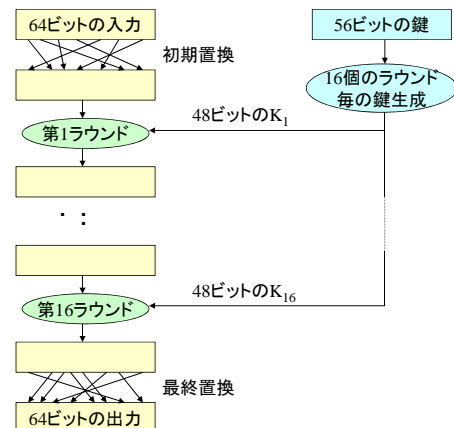 64ビットの入力
56ビットの鍵
初期置換
16個のラウンド
毎の鍵生成
48ビットのK₁
第1ラウンド
・ :
48ビットのK₁₆
第16ラウンド
最終置換
64ビットの出力